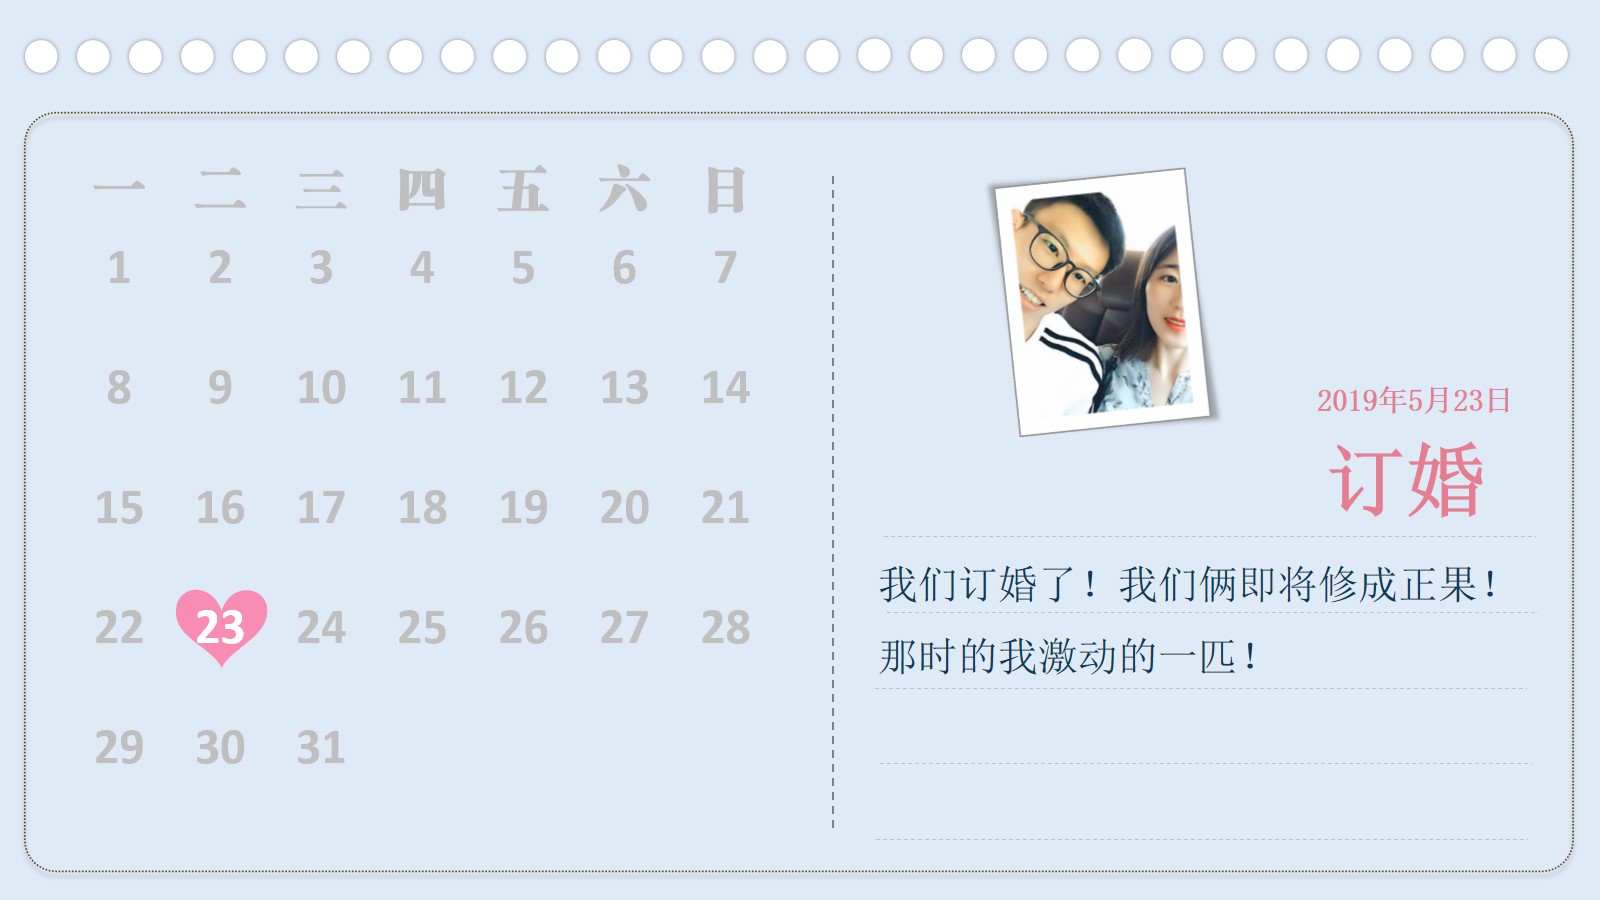 一 二 三 四 五 六 日
1 2 3 4 5 6 7
8 9 10 11 12 13 14
15 16 17 18 19 20 21
22 23 24 25 26 27 28
29 30 31
2019年5月23日
订婚
我们订婚了！我们俩即将修成正果！
那时的我激动的一匹！